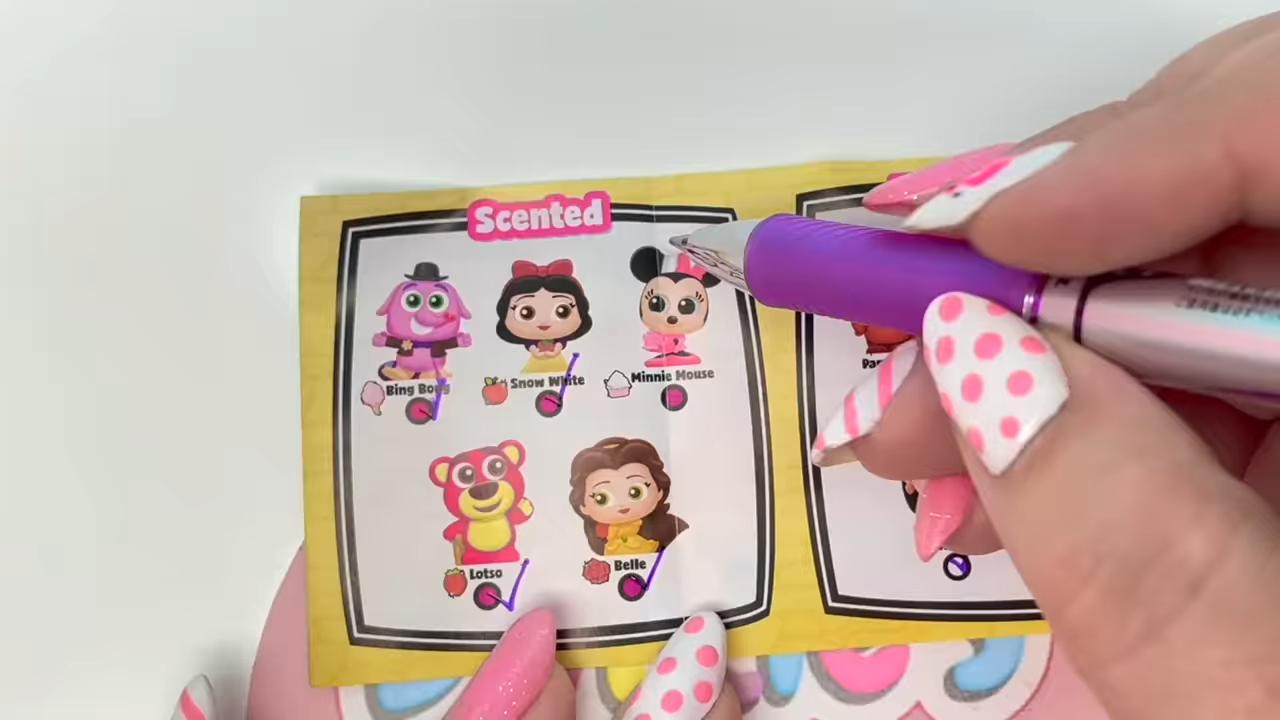 Scented
Bing Bong
Snow White
Minnie Mouse
Lotso
Belle